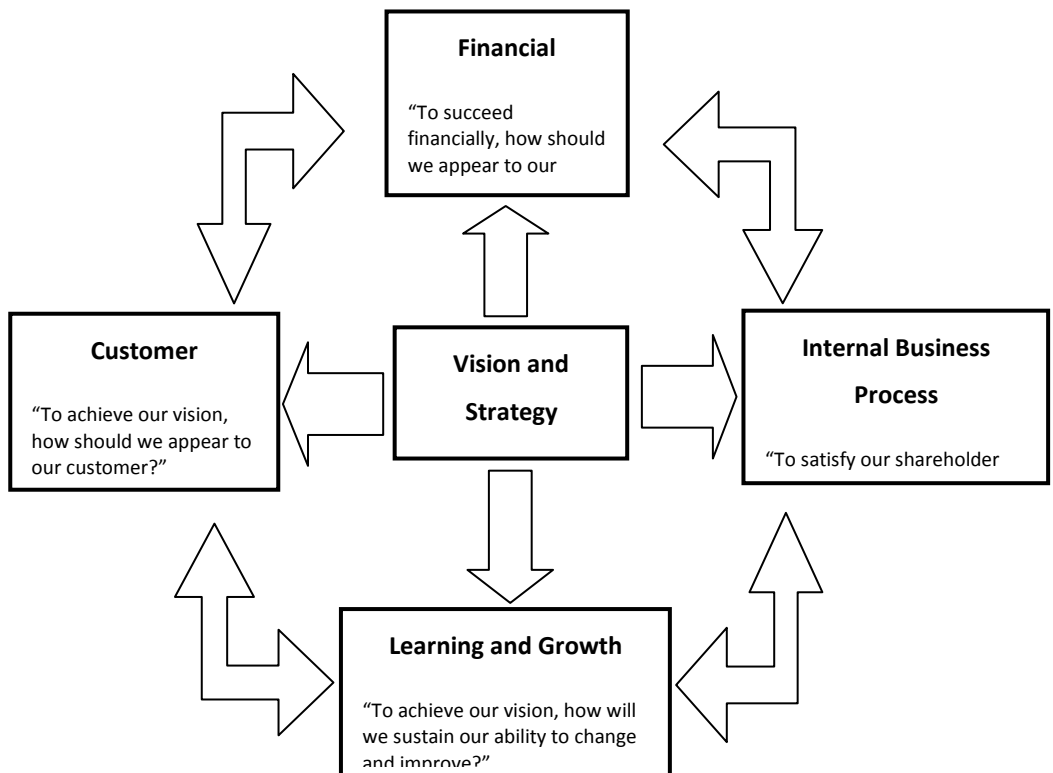 Financial
“To succeed
financially, how should
we appear to our
Customer
“To achieve our vision,
how should we appear to
our customer?”
Vision and
Strategy
Internal Business
Process
“To satisfy our shareholder
Learning and Growth
“To achieve our vision, how will
we sustain our ability to change
and improve?”